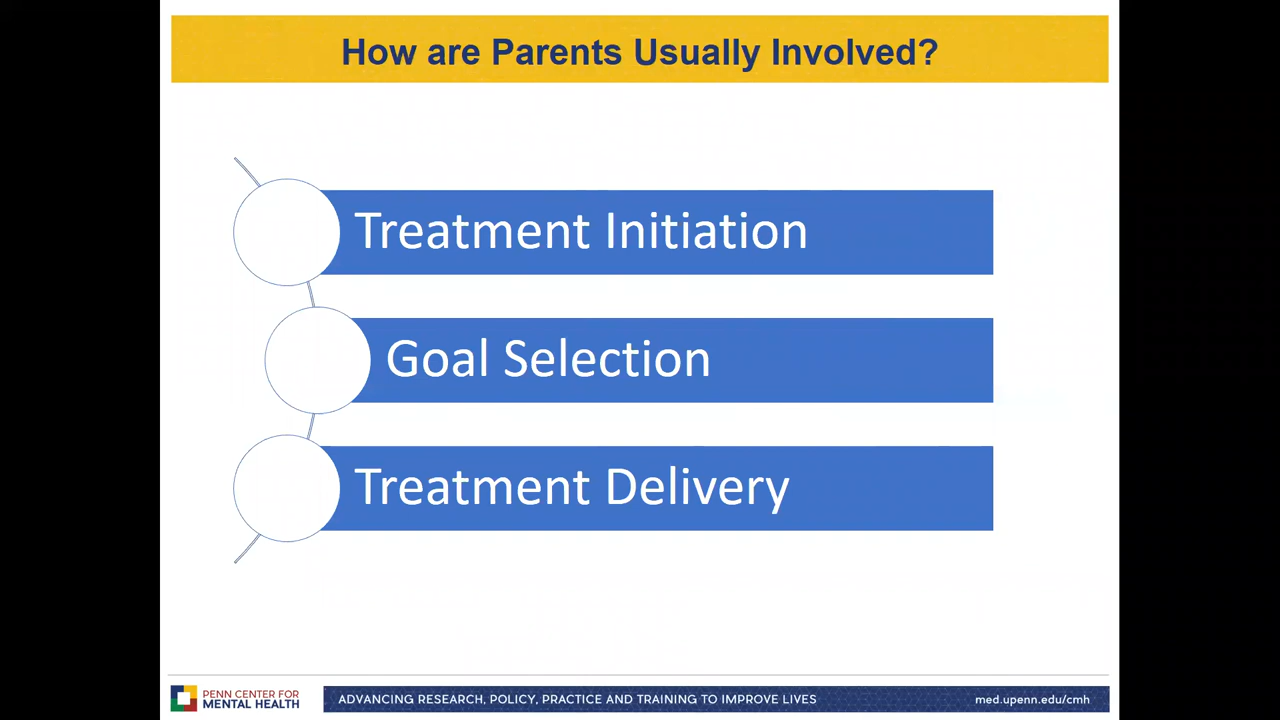 How are Parents Usually Involved?
Treatment Initiation
Goal Selection
Treatment Delivery
PENN CENTER FOR
MENTAL HEALTH
ADVANCING RESEARCH, POLICY, PRACTICE AND TRAINING TO IMPROVE LIVES
med.upenn.edu/cmh